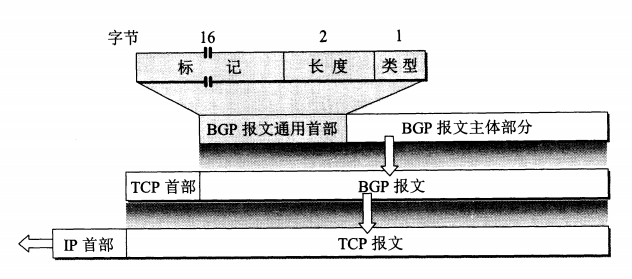 字节 16 2 1
标 记 长 度 类 型
BGP 报文通用首部 BGP 报文主体部分
TCP 首部 BGP 报文
IP 首部 TCP 报文